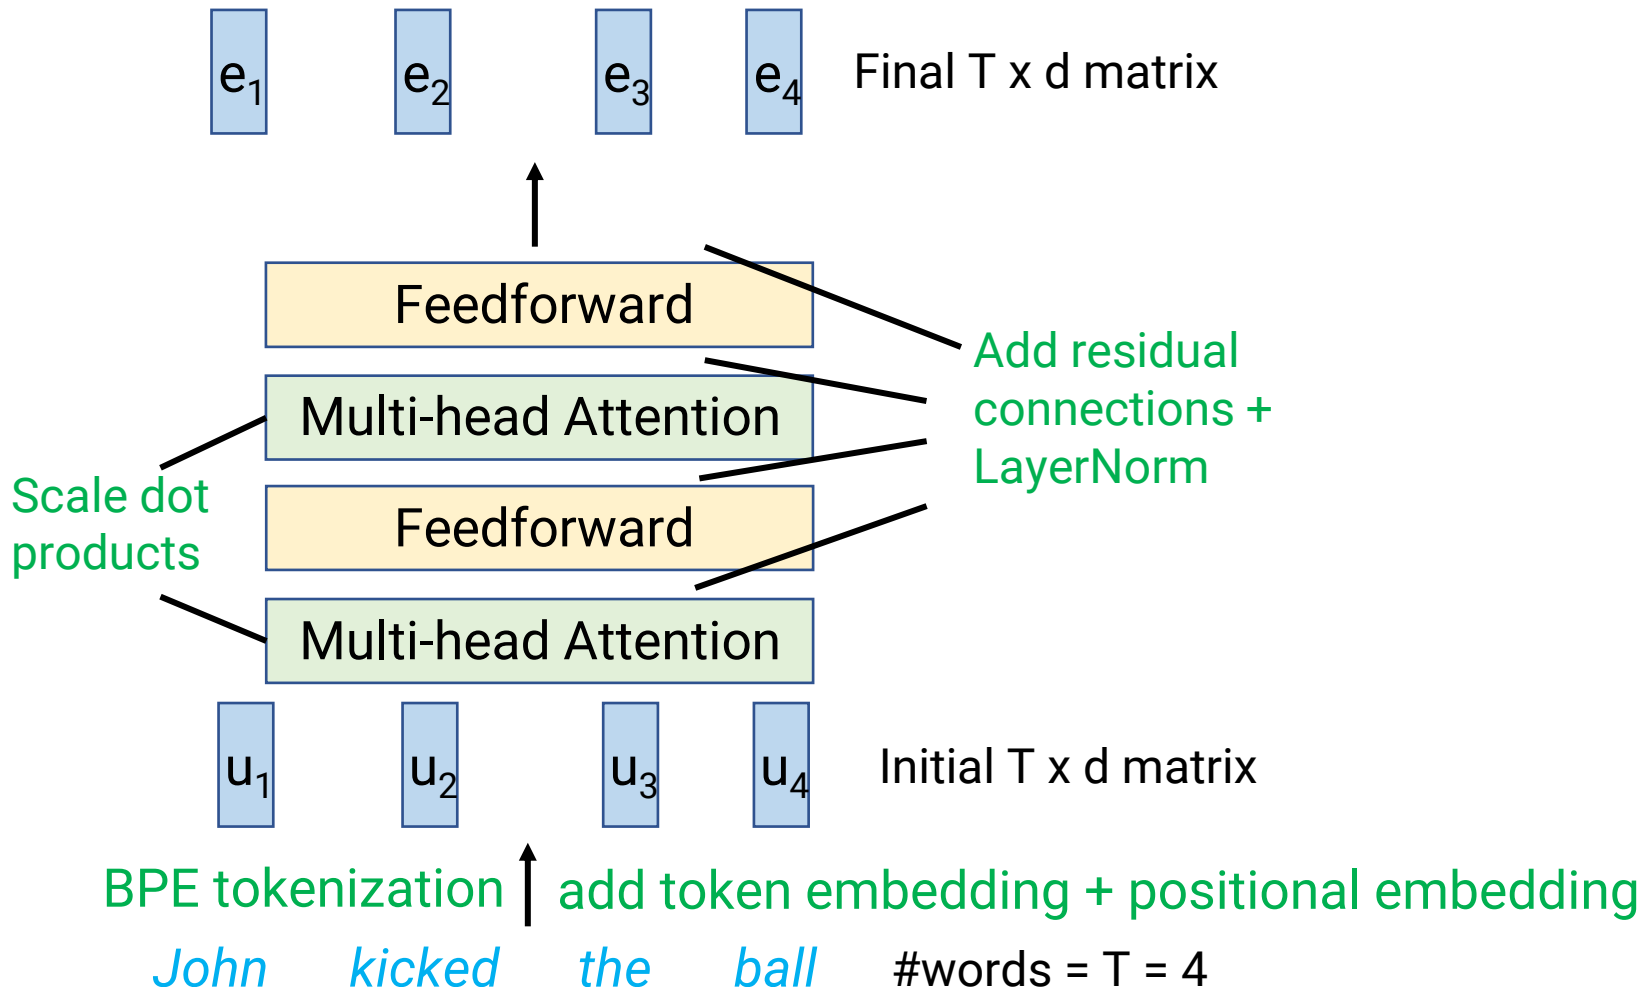 e1 e2 e3 e4 Final T x d matrix
Feedforward
Add residual
connections +
LayerNorm
Multi-head Attention
Scale dot
products
Feedforward
Multi-head Attention
u1 u2 u3 u4 Initial T x d matrix
BPE tokenization add token embedding + positional embedding
John kicked the ball #words = T = 4